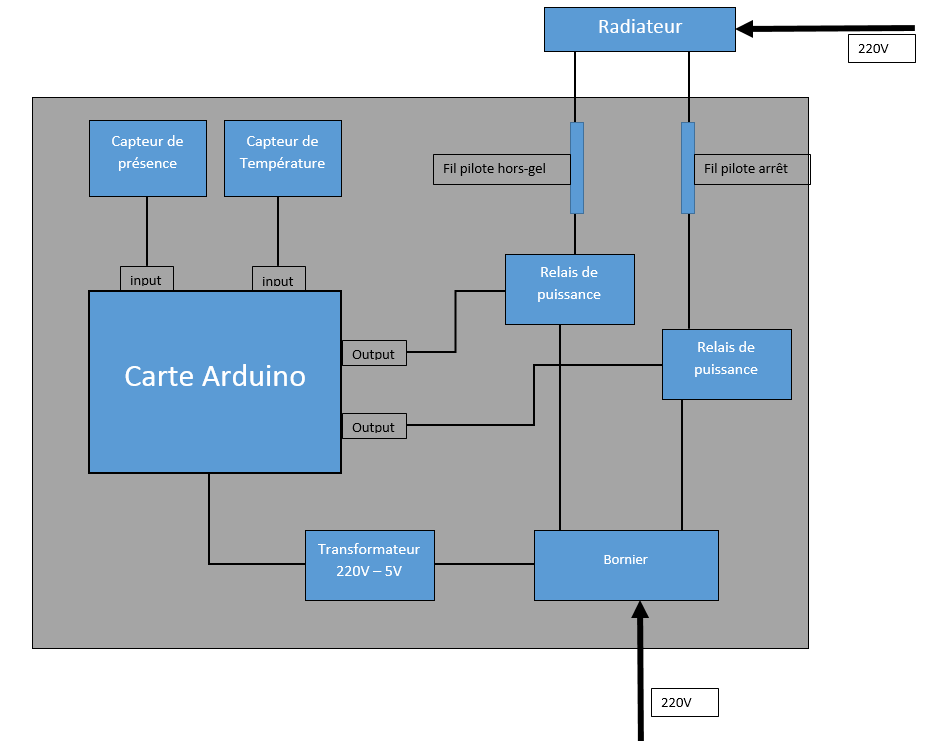 Radiateur
220V
Capteur de
présence
Capteur de
Température
Fil pilote hors-gel
Fil pilote arrêt
input
input
Relais de
puissance
Relais de
puissance
Output
Carte Arduino
Output
Transformateur
220V – 5V
Bornier
220V